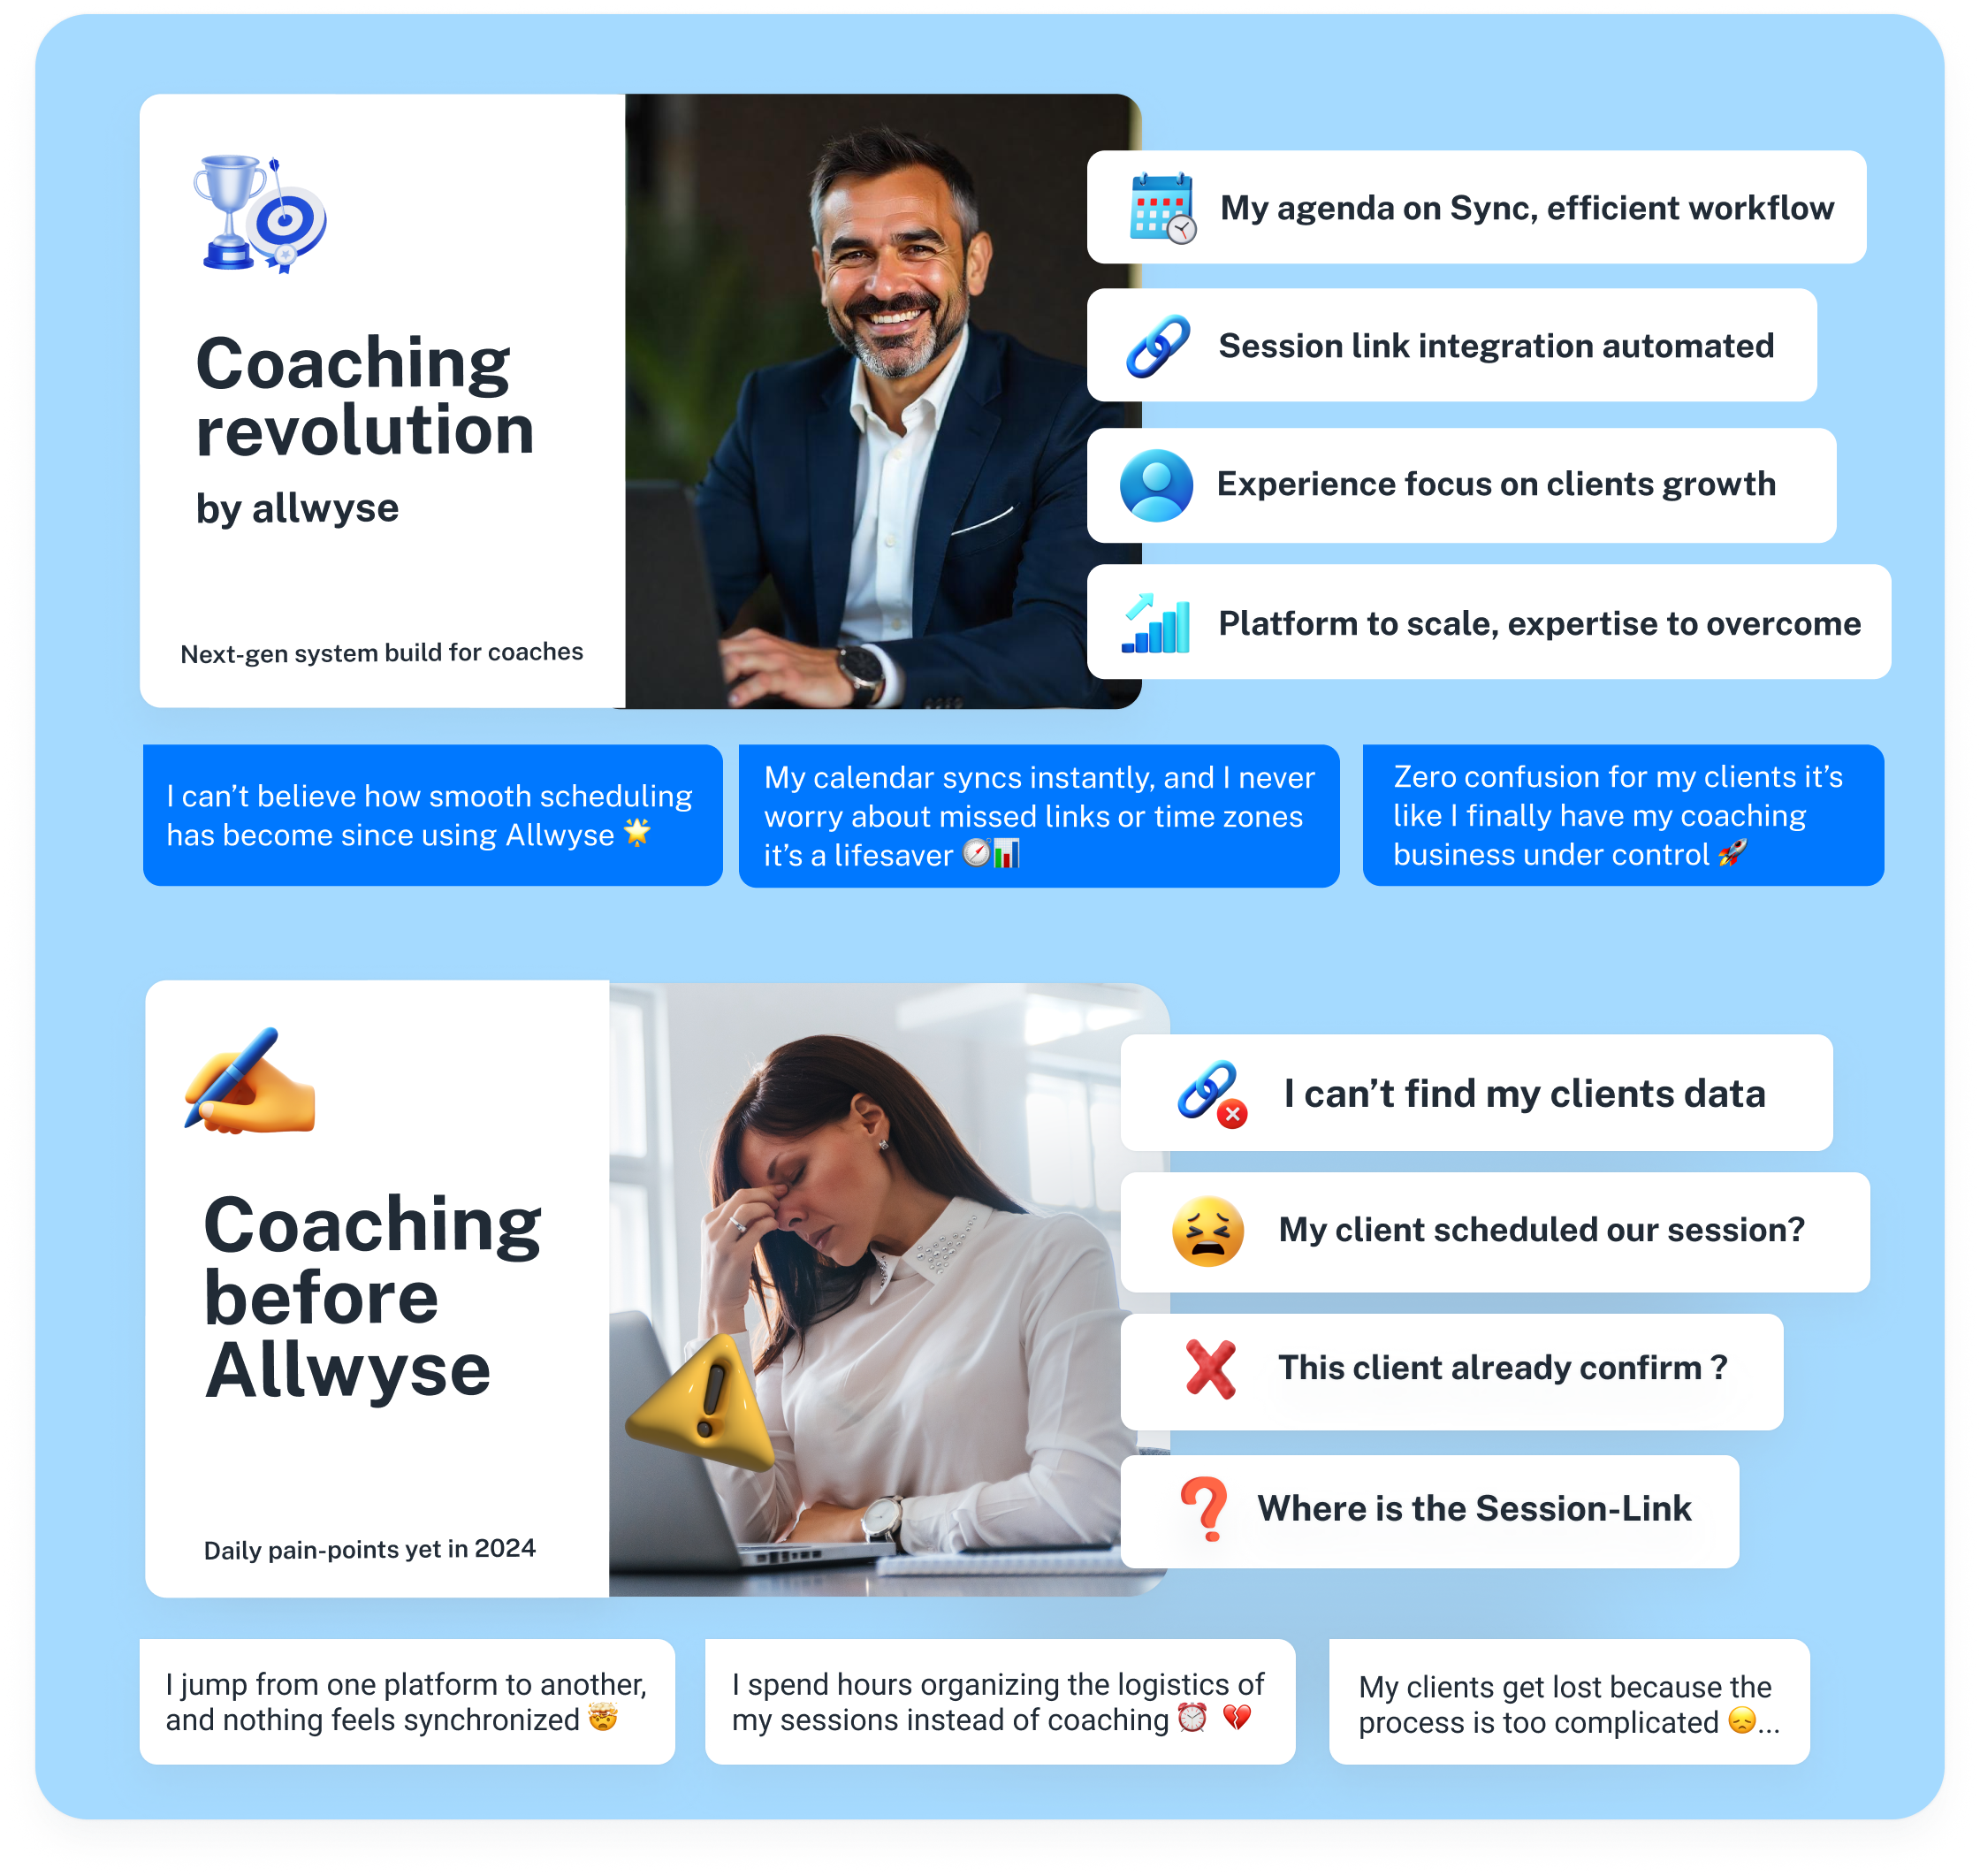 Coaching
revolution
by allwyse
Next-gen system build for coaches
My agenda on Sync, efficient workflow
Session link integration automated
Experience focus on clients growth
Platform to scale, expertise to overcome
I can’t believe how smooth scheduling
has become since using Allwyse 🌟
My calendar syncs instantly, and I never
worry about missed links or time zones
it’s a lifesaver 🧭📊
Zero confusion for my clients it’s
like I finally have my coaching
business under control 🚀
Coaching
before
Allwyse
Daily pain-points yet in 2024
I can’t find my clients data
My client scheduled our session?
This client already confirm ?
Where is the Session-Link
I jump from one platform to another,
and nothing feels synchronized 🤯
I spend hours organizing the logistics of
my sessions instead of coaching ⏰ 💔
My clients get lost because the
process is too complicated 😞...